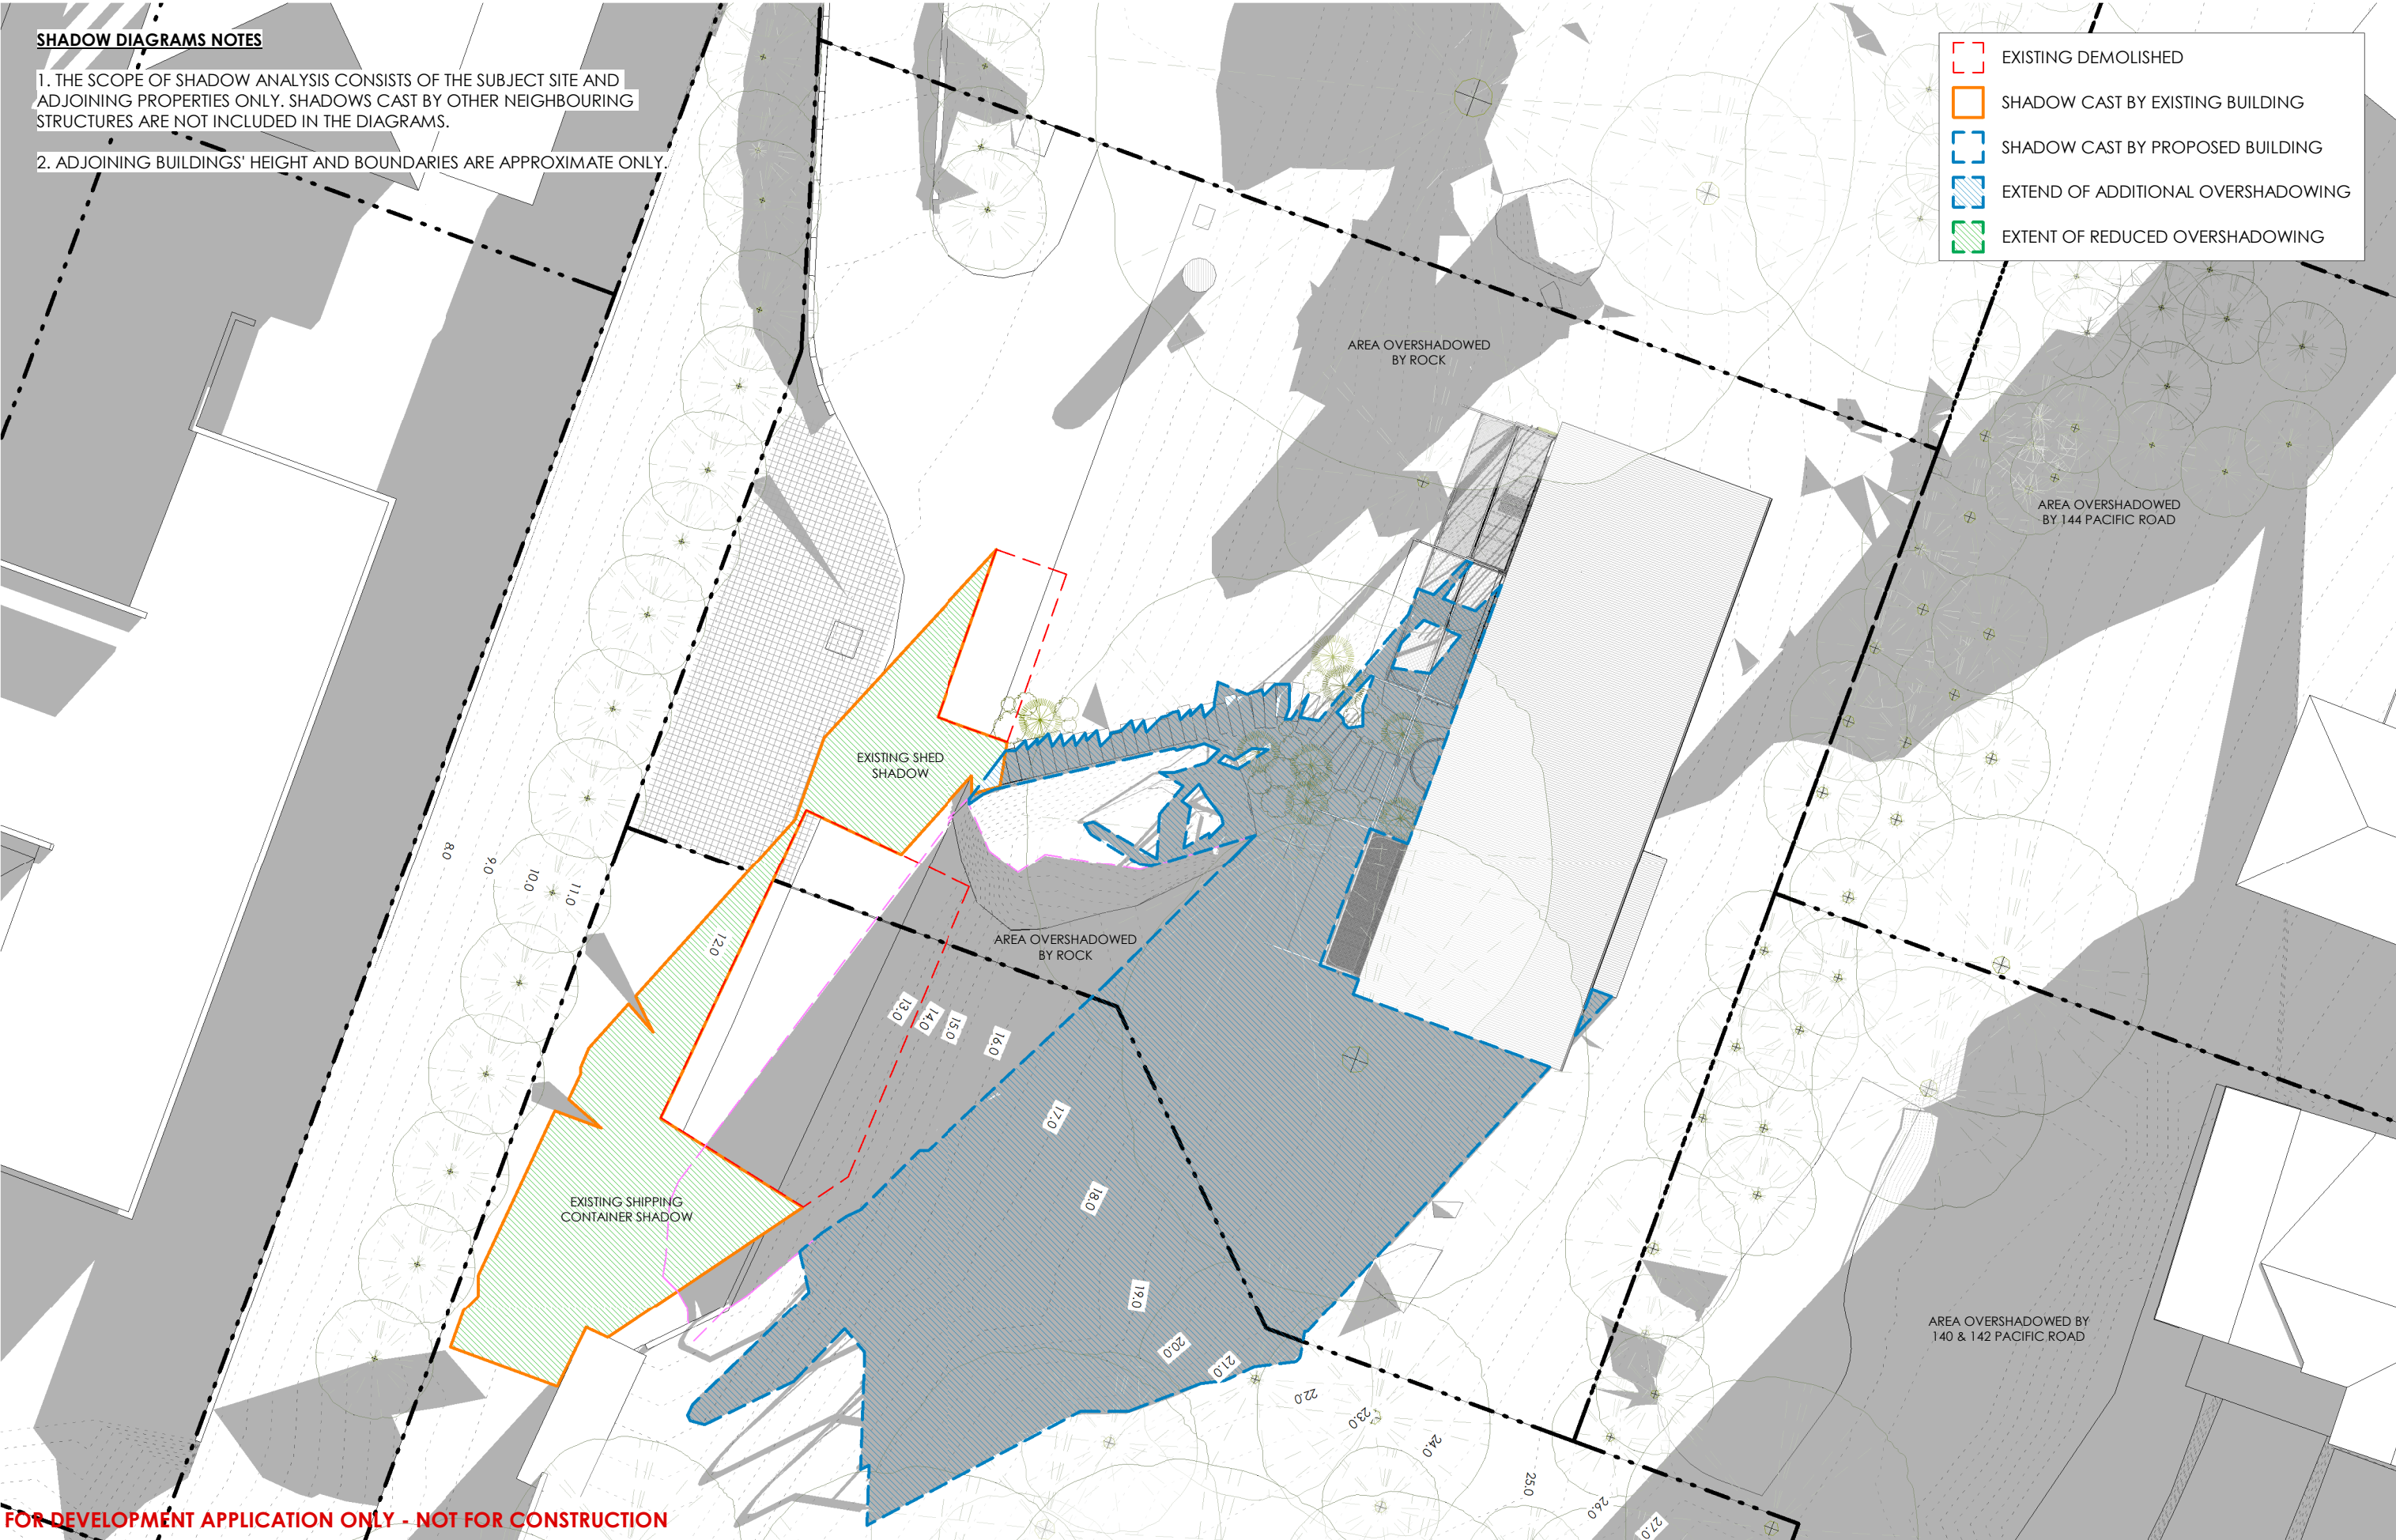 SHADOW DIAGRAMS NOTES
1. THE SCOPE OF SHADOW ANALYSIS CONSISTS OF THE SUBJECT SITE AND
ADJOINING PROPERTIES ONLY. SHADOWS CAST BY OTHER NEIGHBOURING
STRUCTURES ARE NOT INCLUDED IN THE DIAGRAMS.
2. ADJOINING BUILDINGS' HEIGHT AND BOUNDARIES ARE APPROXIMATE ONLY.
EXISTING DEMOLISHED
SHADOW CAST BY EXISTING BUILDING
SHADOW CAST BY PROPOSED BUILDING
EXTEND OF ADDITIONAL OVERSHADOWING
EXTENT OF REDUCED OVERSHADOWING
AREA OVERSHADOWED
BY ROCK
AREA OVERSHADOWED
BY 144 PACIFIC ROAD
EXISTING SHED
SHADOW
8.0
9.0
10.0
11.0
12.0
AREA OVERSHADOWED
BY ROCK
13.0
14.0
15.0
16.0
17.0
18.0
EXISTING SHIPPING
CONTAINER SHADOW
19.0
20.0
21.0
22.0
23.0
24.0
25.0
26.0
27.0
AREA OVERSHADOWED BY
140 & 142 PACIFIC ROAD
FOR DEVELOPMENT APPLICATION ONLY - NOT FOR CONSTRUCTION